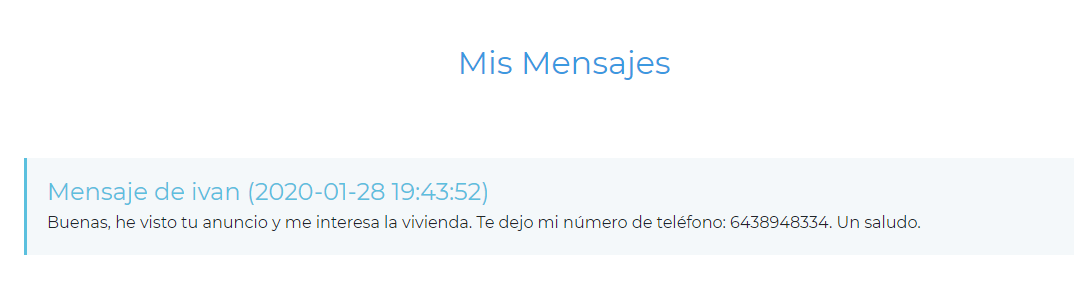 Mis Mensajes
Mensaje de ivan (2020-01-28 19:43:52)
Buenas, he visto tu anuncio y me interesa la vivienda. Te dejo mi número de teléfono: 6438948334. Un saludo.